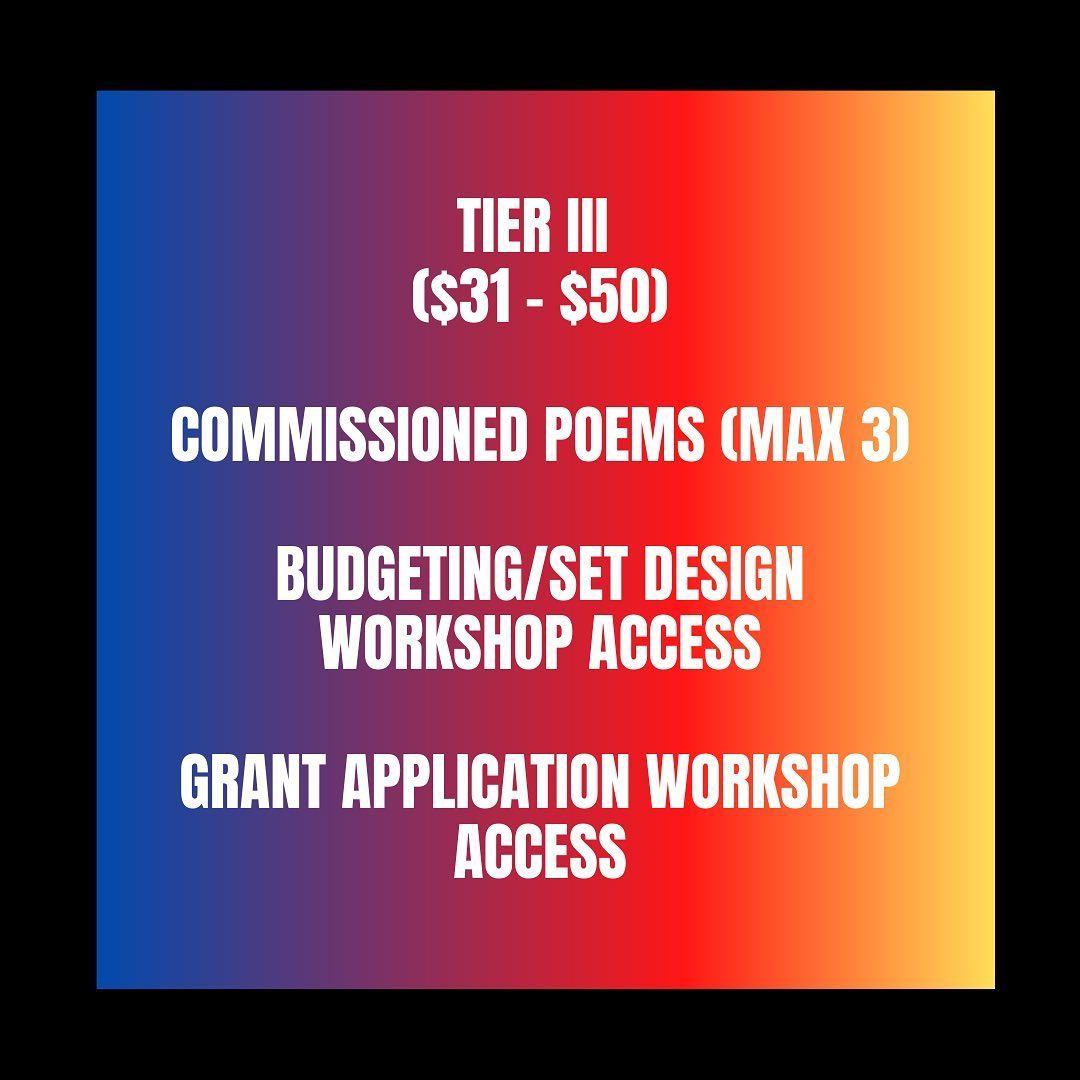 TIER III
($31 - $50)
COMMISSIONED POEMS (MAX 3)
BUDGETING/SET DESIGN
WORKSHOP ACCESS
GRANT APPLICATION WORKSHOP
ACCESS